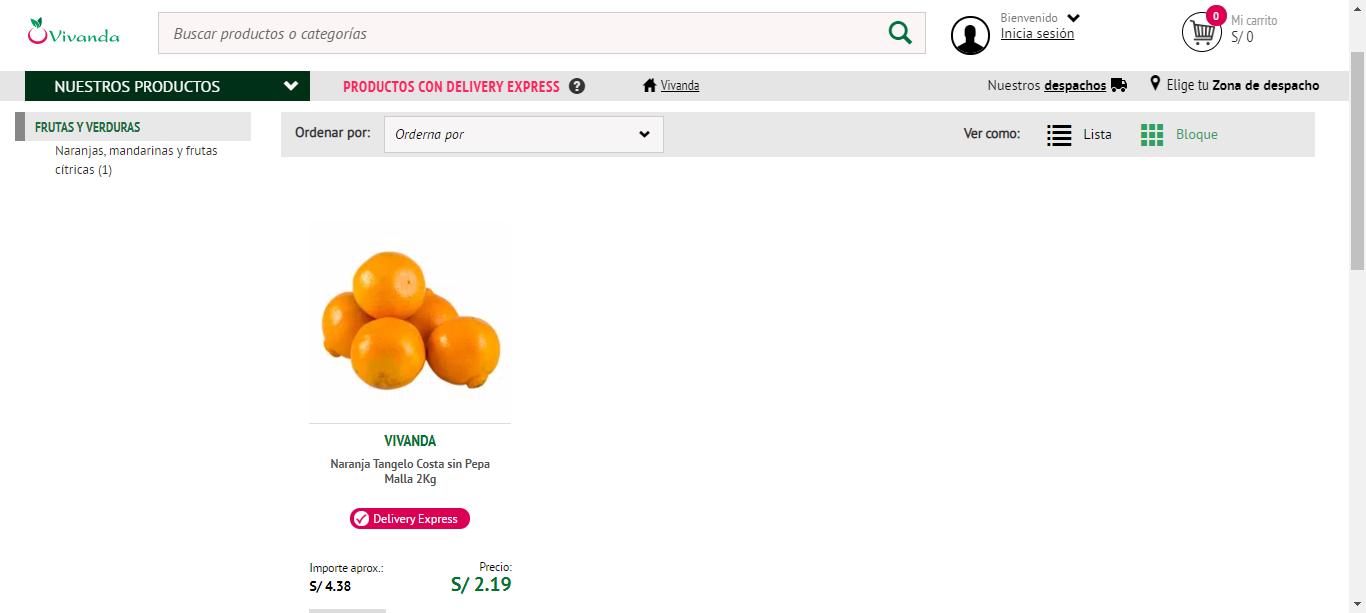 Vivanda
Buscar productos o categorías
Bienvenido
Inicia sesión
0
Mi carrito
S/ 0
NUESTROS PRODUCTOS
PRODUCTOS CON DELIVERY EXPRESS ?
Vivanda
Nuestros despachos
Elige tu Zona de despacho
FRUTAS Y VERDURAS
Naranjas, mandarinas y frutas
cítricas (1)
Ordenar por:
Orderna por
Ver como:
Lista
Bloque
VIVANDA
Naranja Tangelo Costa sin Pepa
Malla 2Kg
Delivery Express
Importe aprox.:
S/ 4.38
Precio:
S/ 2.19